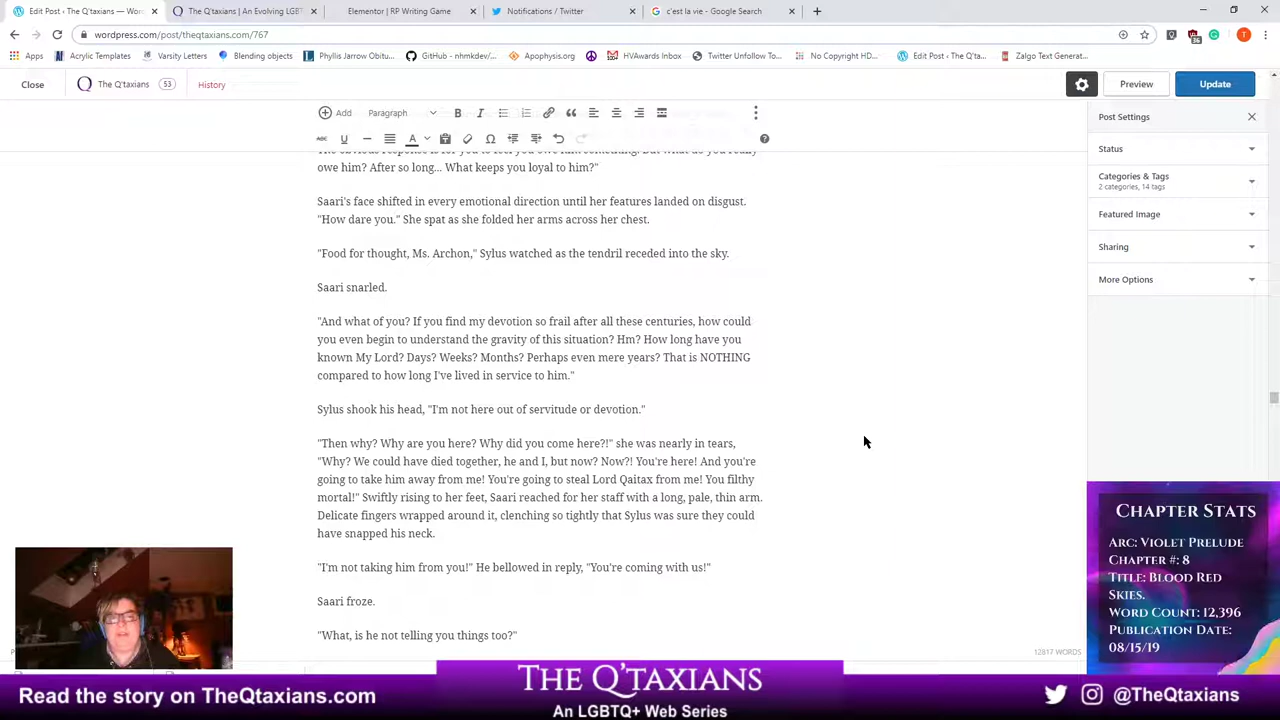 Edit Post ‹ The Q'taxians — Wor
The Q'taxians | An Evolving LGBT
Elementor | RP Writing Game
Notifications / Twitter
c'est la vie - Google Search
wordpress.com/post/theqtaxians.com/767
Apps
Acrylic Templates
Varsity Letters
Blending objects
Phyllis Jarrow Obitu...
GitHub - nhmkdev/...
Apophysis.org
HVAwards Inbox
Twitter Unfollow To...
No Copyright HD...
Edit Post ‹ The Q'ta...
Zalgo Text Generat...
Close
The Q'taxians
53
History
Preview
Update
Add
Paragraph
Post Settings
Status
Categories & Tags
2 categories, 14 tags
Featured Image
Sharing
More Options
owe him? After so long... What keeps you loyal to him?"
Saari's face shifted in every emotional direction until her features landed on disgust.
"How dare you." She spat as she folded her arms across her chest.
"Food for thought, Ms. Archon," Sylus watched as the tendril receded into the sky.
Saari snarled.
"And what of you? If you find my devotion so frail after all these centuries, how could
you even begin to understand the gravity of this situation? Hm? How long have you
known My Lord? Days? Weeks? Months? Perhaps even mere years? That is NOTHING
compared to how long I've lived in service to him."
Sylus shook his head, "I'm not here out of servitude or devotion."
"Then why? Why are you here? Why did you come here?!" she was nearly in tears,
"Why? We could have died together, he and I, but now? Now?! You're here! And you're
going to take him away from me! You're going to steal Lord Qaitax from me! You filthy
mortal!" Swiftly rising to her feet, Saari reached for her staff with a long, pale, thin arm.
Delicate fingers wrapped around it, clenching so tightly that Sylus was sure they could
have snapped his neck.
"I'm not taking him from you!" He bellowed in reply, "You're coming with us!"
Saari froze.
"What, is he not telling you things too?"
12817 WORDS
Chapter Stats
Arc: Violet Prelude
Chapter #: 8
Title: Blood Red
Skies.
Word Count: 12,396
Publication Date:
08/15/19
Read the story on TheQtaxians.com
The Q'taxians
An LGBTQ+ Web Series
@TheQtaxians